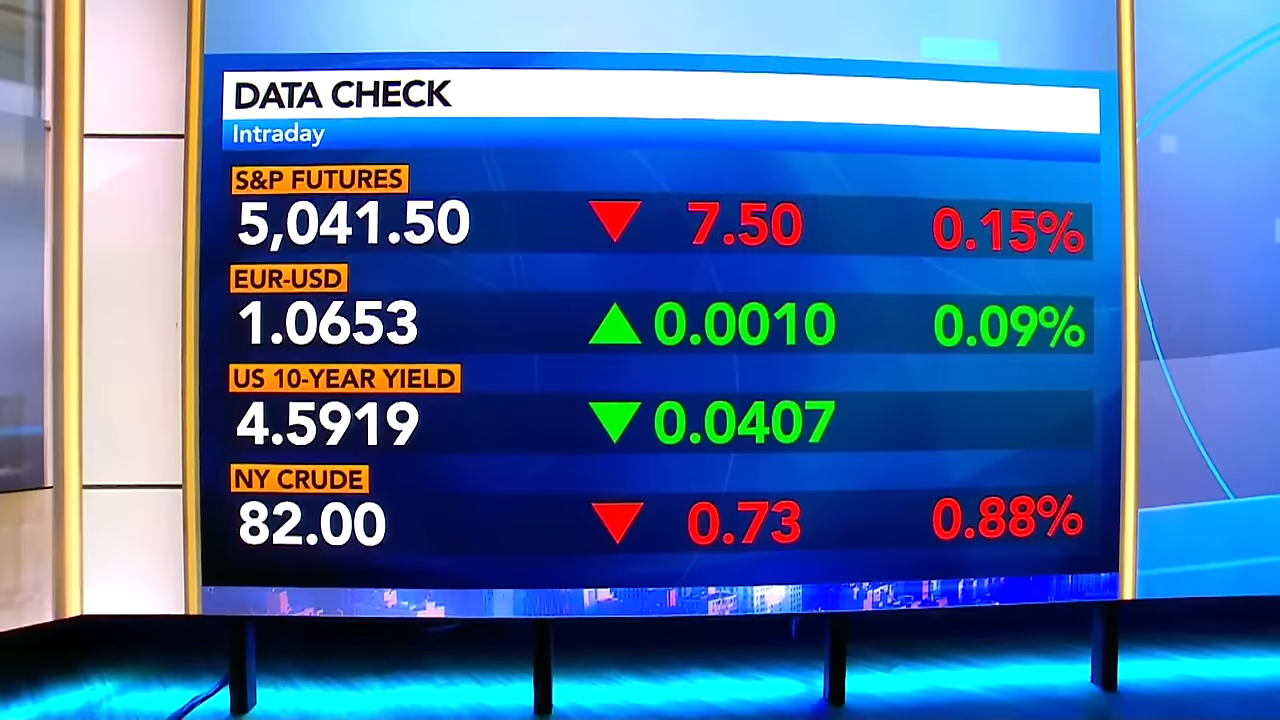 DATA CHECK
Intraday
S&P FUTURES
5,041.50 ▼ 7.50 0.15%
EUR-USD
1.0653 ▲ 0.0010 0.09%
US 10-YEAR YIELD
4.5919 ▼ 0.0407
NY CRUDE
82.00 ▼ 0.73 0.88%